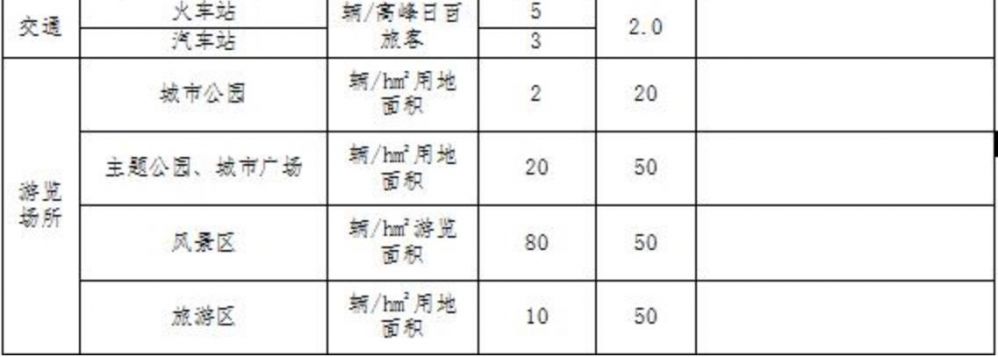 交通
火车站
辆/高峰日百
旅客
5
2.0
汽车站
3
游览
场所
城市公园
辆/hm²用地
面积
2
20
主题公园、城市广场
辆/hm²用地
面积
20
50
风景区
辆/hm²游览
面积
80
50
旅游区
辆/hm²用地
面积
10
50